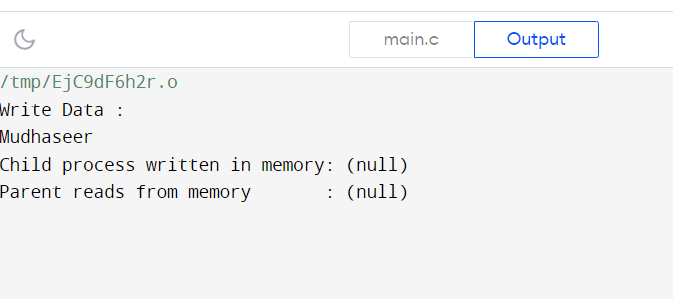 main.c Output
/tmp/EjC9dF6h2r.o
Write Data :
Mudhaseer
Child process written in memory: (null)
Parent reads from memory       : (null)